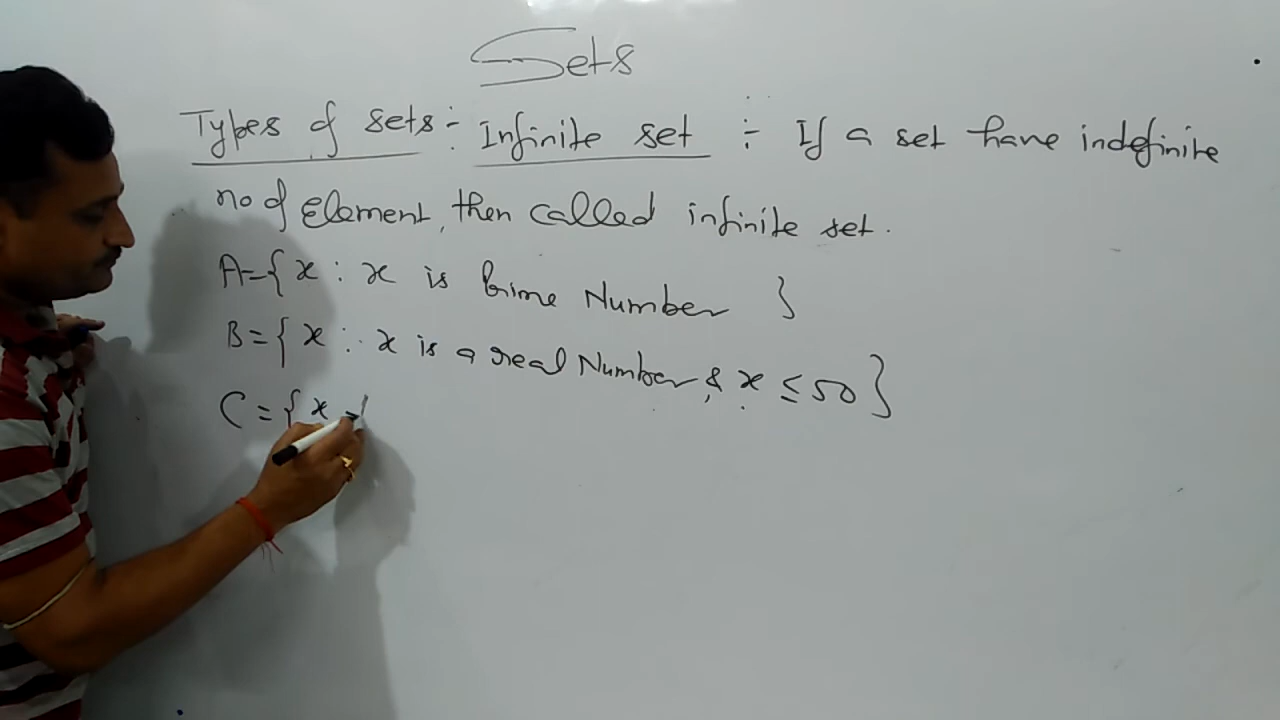 Sets
Types of sets :- Infinite set :- If a set have indefinite
no of Element, then called infinite set.
A={ x : x is Prime Number }
B={ x : x is a real Number & x ≤ 50 }
C={ x